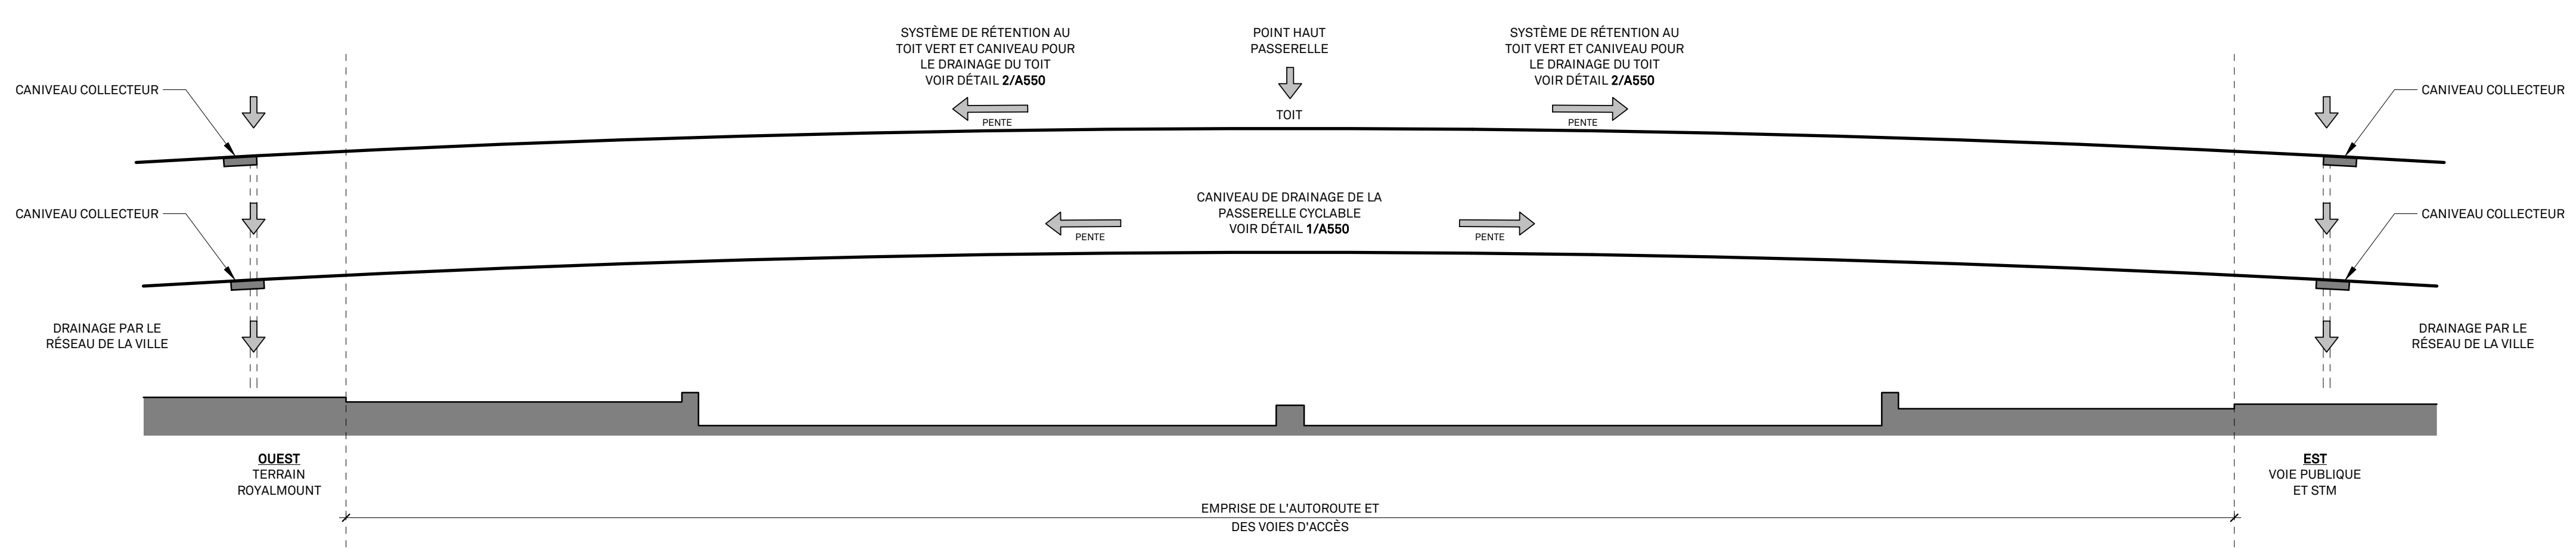 SYSTÈME DE RÉTENTION AU
TOIT VERT ET CANIVEAU POUR
LE DRAINAGE DU TOIT
VOIR DÉTAIL 2/A550
PENTE
POINT HAUT
PASSERELLE
TOIT
SYSTÈME DE RÉTENTION AU
TOIT VERT ET CANIVEAU POUR
LE DRAINAGE DU TOIT
VOIR DÉTAIL 2/A550
PENTE
CANIVEAU COLLECTEUR
CANIVEAU COLLECTEUR
CANIVEAU COLLECTEUR
PENTE
CANIVEAU DE DRAINAGE DE LA
PASSERELLE CYCLABLE
VOIR DÉTAIL 1/A550
PENTE
CANIVEAU COLLECTEUR
DRAINAGE PAR LE
RÉSEAU DE LA VILLE
DRAINAGE PAR LE
RÉSEAU DE LA VILLE
OUEST
TERRAIN
ROYALMOUNT
EST
VOIE PUBLIQUE
ET STM
EMPRISE DE L'AUTOROUTE ET
DES VOIES D'ACCÈS